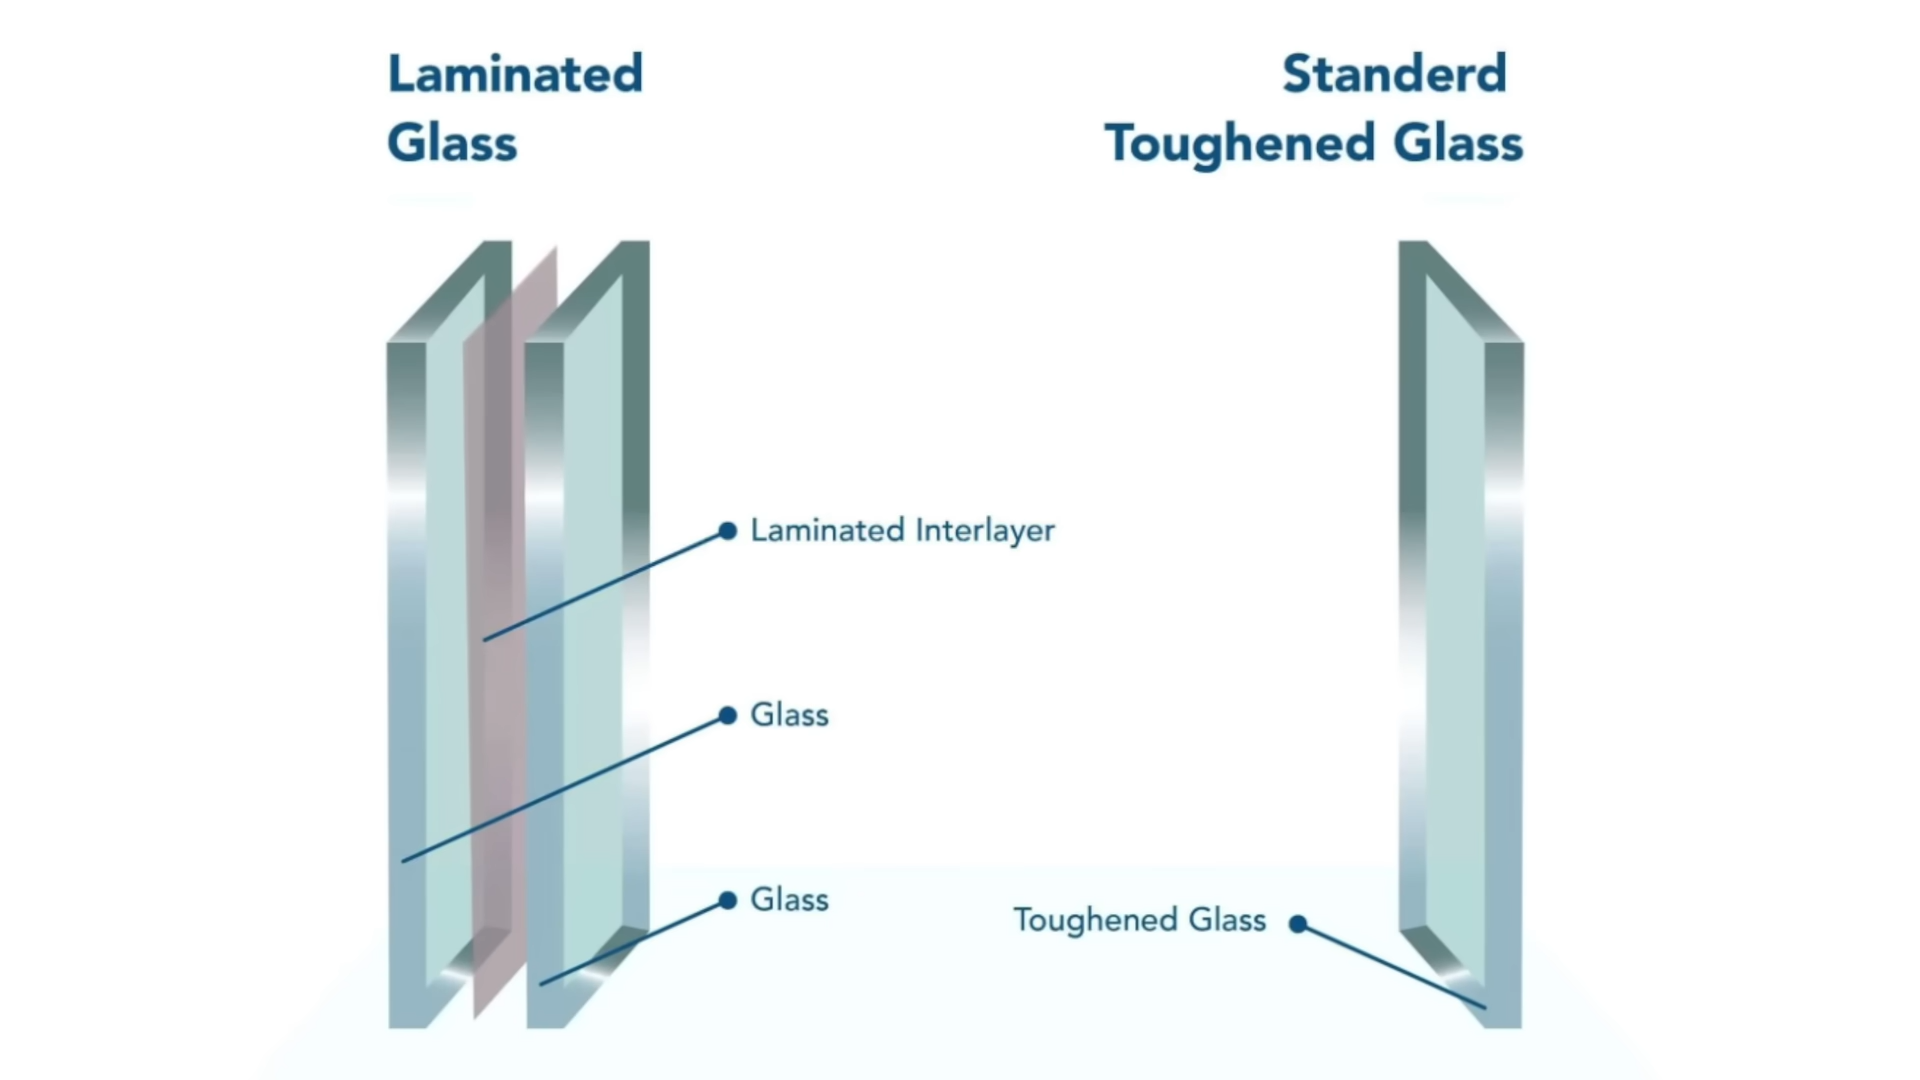 Laminated
Glass
Standerd
Toughened Glass
Laminated Interlayer
Glass
Glass
Toughened Glass